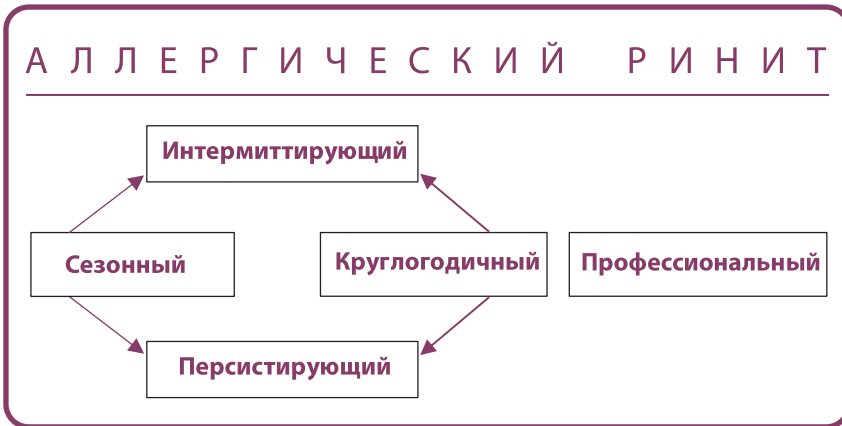 АЛЛЕРГИЧЕСКИЙ РИНИТ
Интермиттирующий
Сезонный
Круглогодичный
Профессиональный
Персистирующий